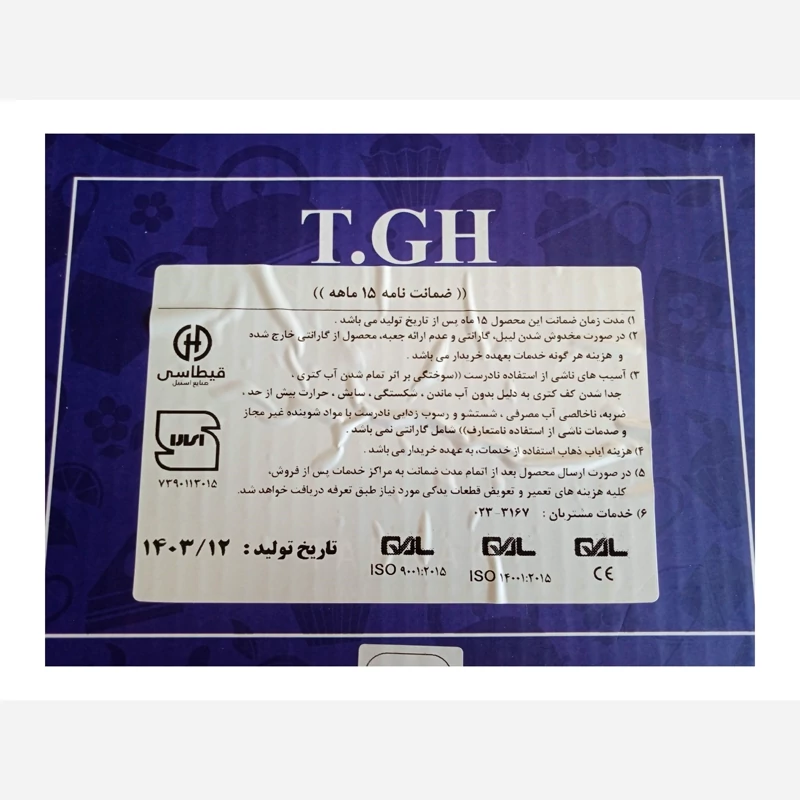 T.GH
(( ضمانت نامه ۱۵ ماهه ))
۱) مدت زمان ضمانت این محصول ۱۵ ماه پس از تاریخ تولید می باشد .
۲) در صورت مخدوش شدن لیبل، گارانتی و عدم ارائه جعبه، محصول از گارانتی خارج شده
و هزینه هر گونه خدمات بعهده خریدار می باشد .
۳) آسیب های ناشی از استفاده نادرست ((سوختگی بر اثر تمام شدن آب کتری ،
جدا شدن کف کتری به دلیل بدون آب ماندن ، شکستگی ، سایش ، حرارت بیش از حد ،
ضربه، ناخالصی آب مصرفی ، شستشو و رسوب زدایی نادرست با مواد شوینده غیر مجاز
و صدمات ناشی از استفاده نامتعارف)) شامل گارانتی نمی باشد .
۴) هزینه ایاب ذهاب استفاده از خدمات، به عهده خریدار می باشد .
۵) در صورت ارسال محصول بعد از اتمام مدت ضمانت به مراکز خدمات پس از فروش،
کلیه هزینه های تعمیر و تعویض قطعات یدکی مورد نیاز طبق تعرفه دریافت خواهد شد.
۶) خدمات مشتریان : ۳۱۶۷-۰۲۳
قیطاسی
صنایع استیل
۷۳۹۰۱۱۳۰۱۵
تاریخ تولید : ۱۴۰۳/۱۲
QAL
ISO ۹۰۰۱:۲۰۱۵
QAL
ISO ۱۴۰۰۱:۲۰۱۵
QAL
CE